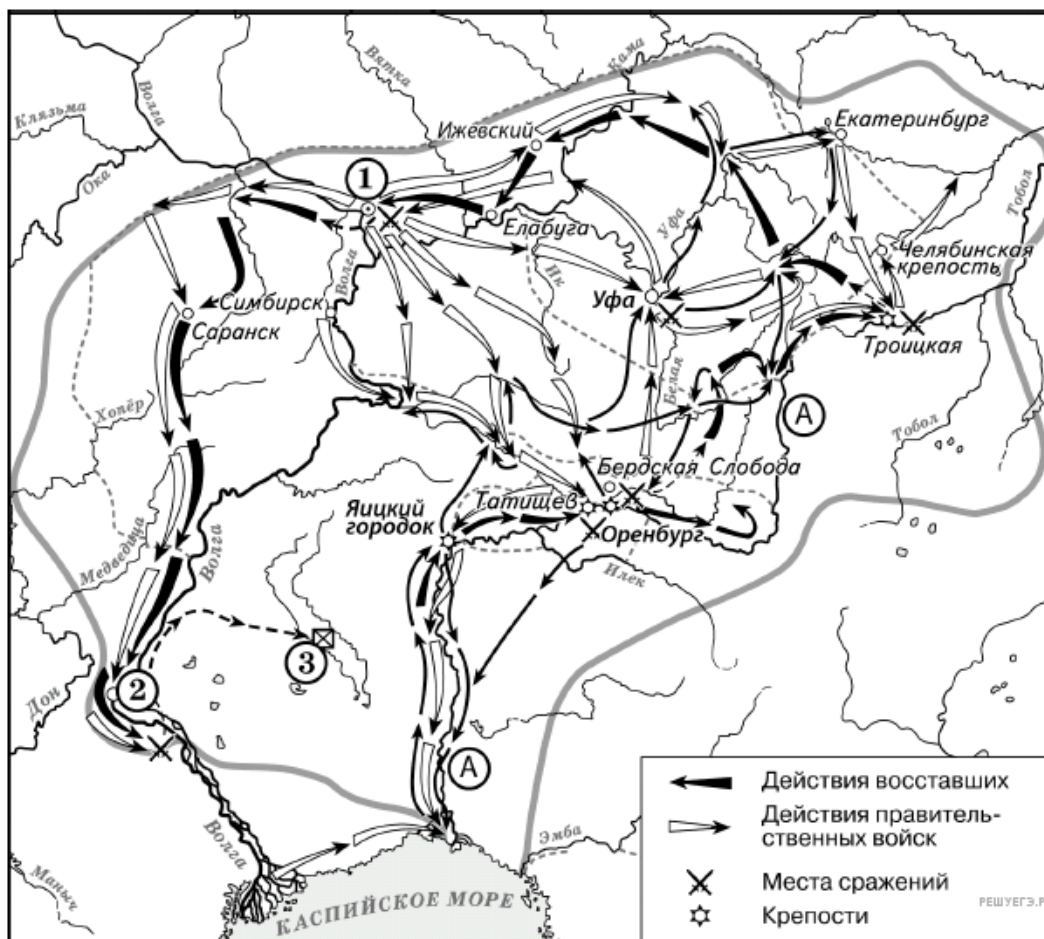 Клязьма
Волга
Вятка
Кама
Ока
Ижевский
Екатеринбург
Тобол
1
Елабуга
Уфа
Челябинская
крепость
Волга
Ик
Симбирск
Саранск
Уфа
Троицкая
Хопёр
Белая
А
Тобол
Бердская Слобода
Татищев
Яицкий
городок
Оренбург
Медведица
Волга
Илек
3
Дон
2
А
Волга
Эмба
Маныч
КАСПИЙСКОЕ МОРЕ
Действия восставших
Действия правитель-
ственных войск
Места сражений
Крепости
РЕШУЕГЭ.Р